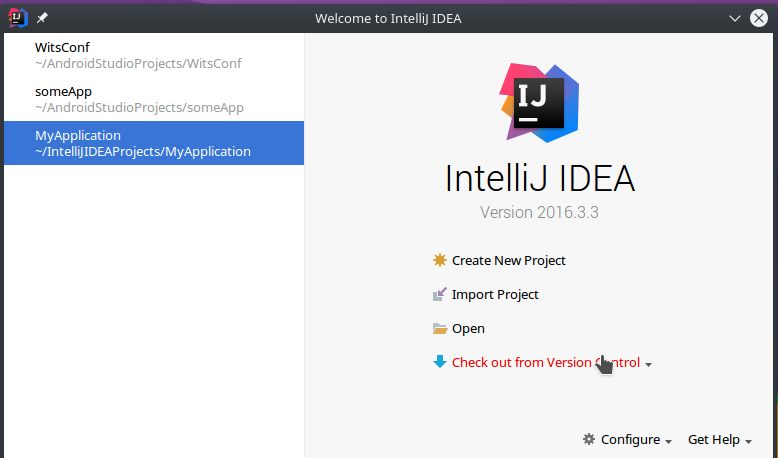 Welcome to IntelliJ IDEA
WitsConf
~/AndroidStudioProjects/WitsConf
someApp
~/AndroidStudioProjects/someApp
MyApplication
~/IntelliJIDEAProjects/MyApplication
IJ
IntelliJ IDEA
Version 2016.3.3
Create New Project
Import Project
Open
Check out from Version Control
Configure
Get Help